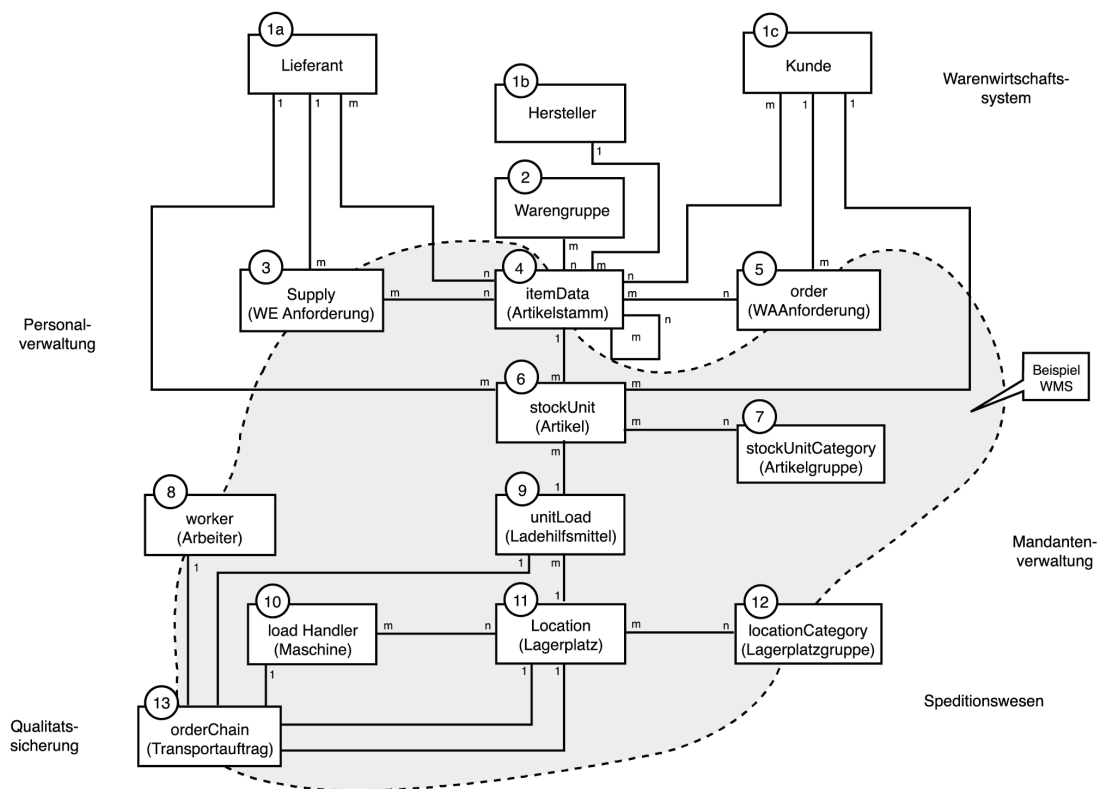 1a
Lieferant
1
1
m
1c
Kunde
m
1
1
Warenwirtschafts-
system
1b
Hersteller
1
2
Warengruppe
m
n
m
3
Supply
(WE Anforderung)
m
m
n
n
4
itemData
(Artikelstamm)
n
m
n
m
n
1
5
order
(WAAnforderung)
m
Personal-
verwaltung
Beispiel
WMS
m
m
6
stockUnit
(Artikel)
m
m
n
m
7
stockUnitCategory
(Artikelgruppe)
8
worker
(Arbeiter)
1
1
9
unitLoad
(Ladehilfsmittel)
1
m
Mandanten-
verwaltung
10
load Handler
(Maschine)
m
n
1
1
11
Location
(Lagerplatz)
m
n
1
1
12
locationCategory
(Lagerplatzgruppe)
13
orderChain
(Transportauftrag)
Qualitats-
sicherung
Speditionswesen